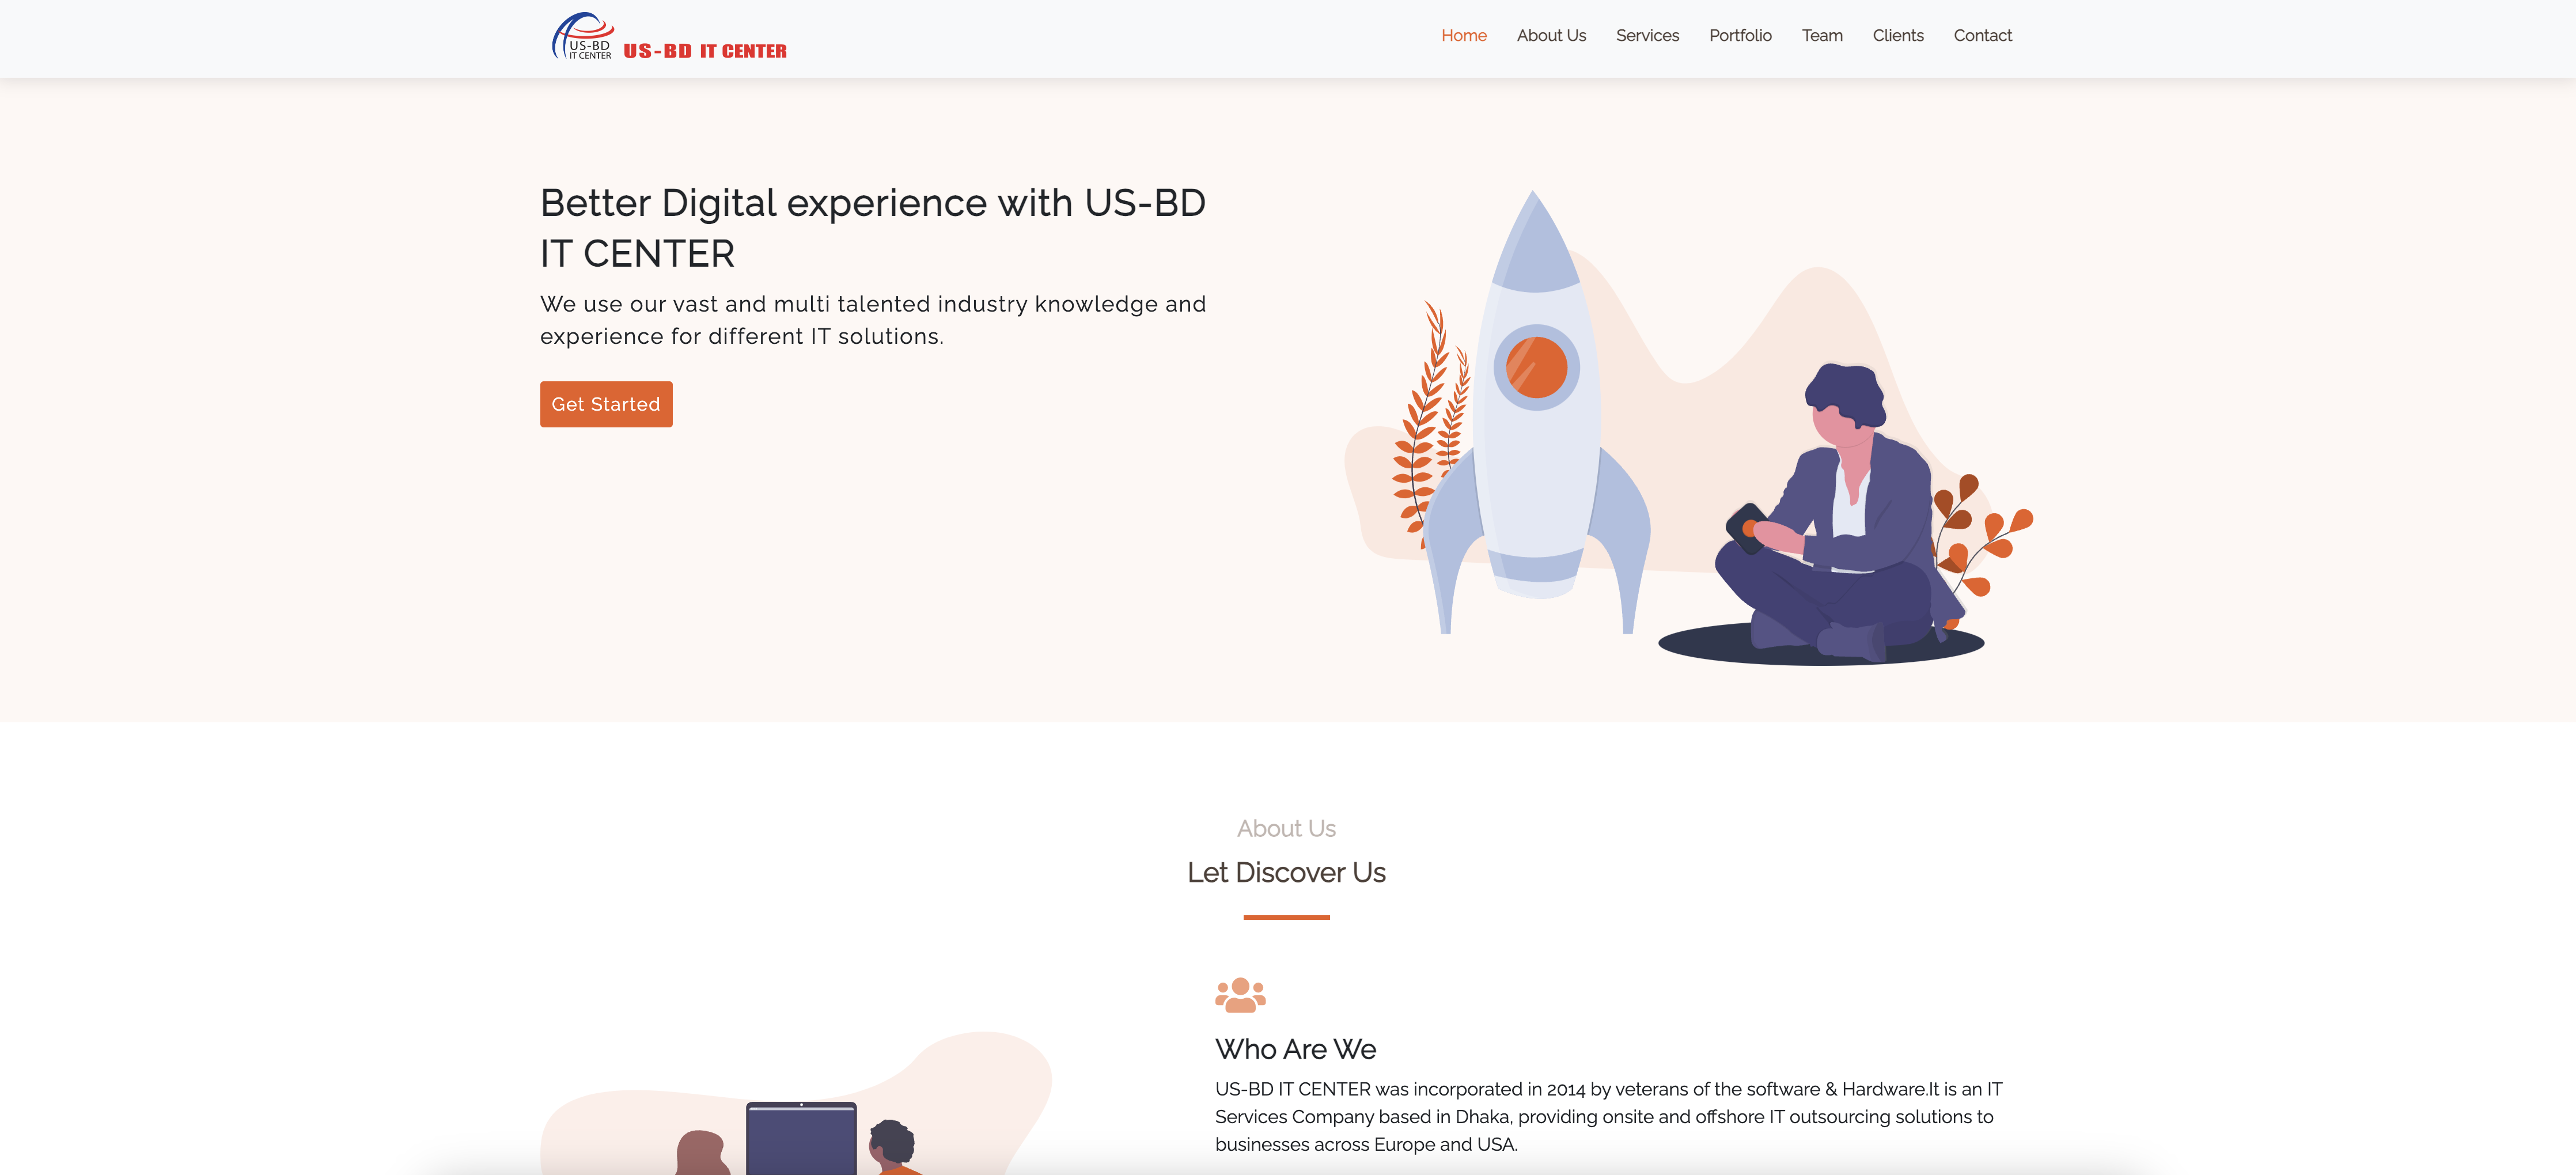 US-BD
IT CENTER
US-BD IT CENTER
Home About Us Services Portfolio Team Clients Contact
Better Digital experience with US-BD
IT CENTER
We use our vast and multi talented industry knowledge and
experience for different IT solutions.
Get Started
About Us
Let Discover Us
Who Are We
US-BD IT CENTER was incorporated in 2014 by veterans of the software & Hardware.It is an IT
Services Company based in Dhaka, providing onsite and offshore IT outsourcing solutions to
businesses across Europe and USA.